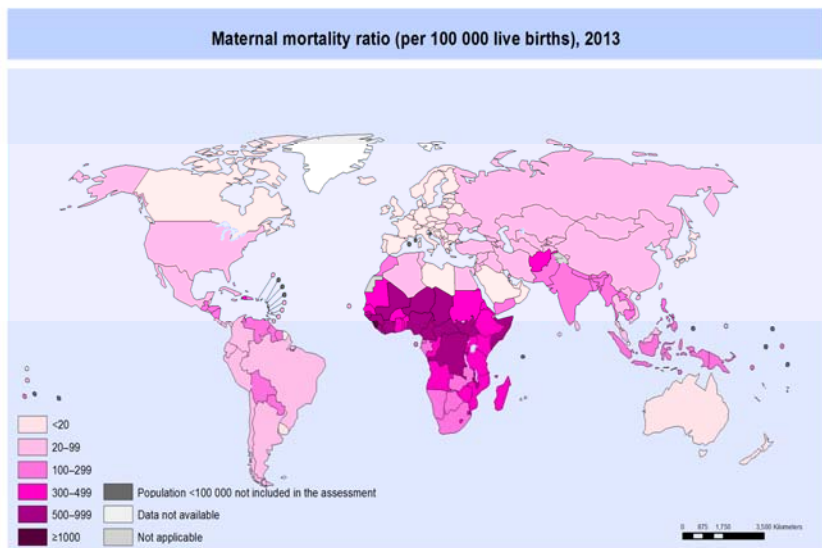 Maternal mortality ratio (per 100 000 live births), 2013
<20
20–99
100–299
300–499
500–999
≥1000
Population <100 000 not included in the assessment
Data not available
Not applicable
0 875 1,750 3,500 Kilometers